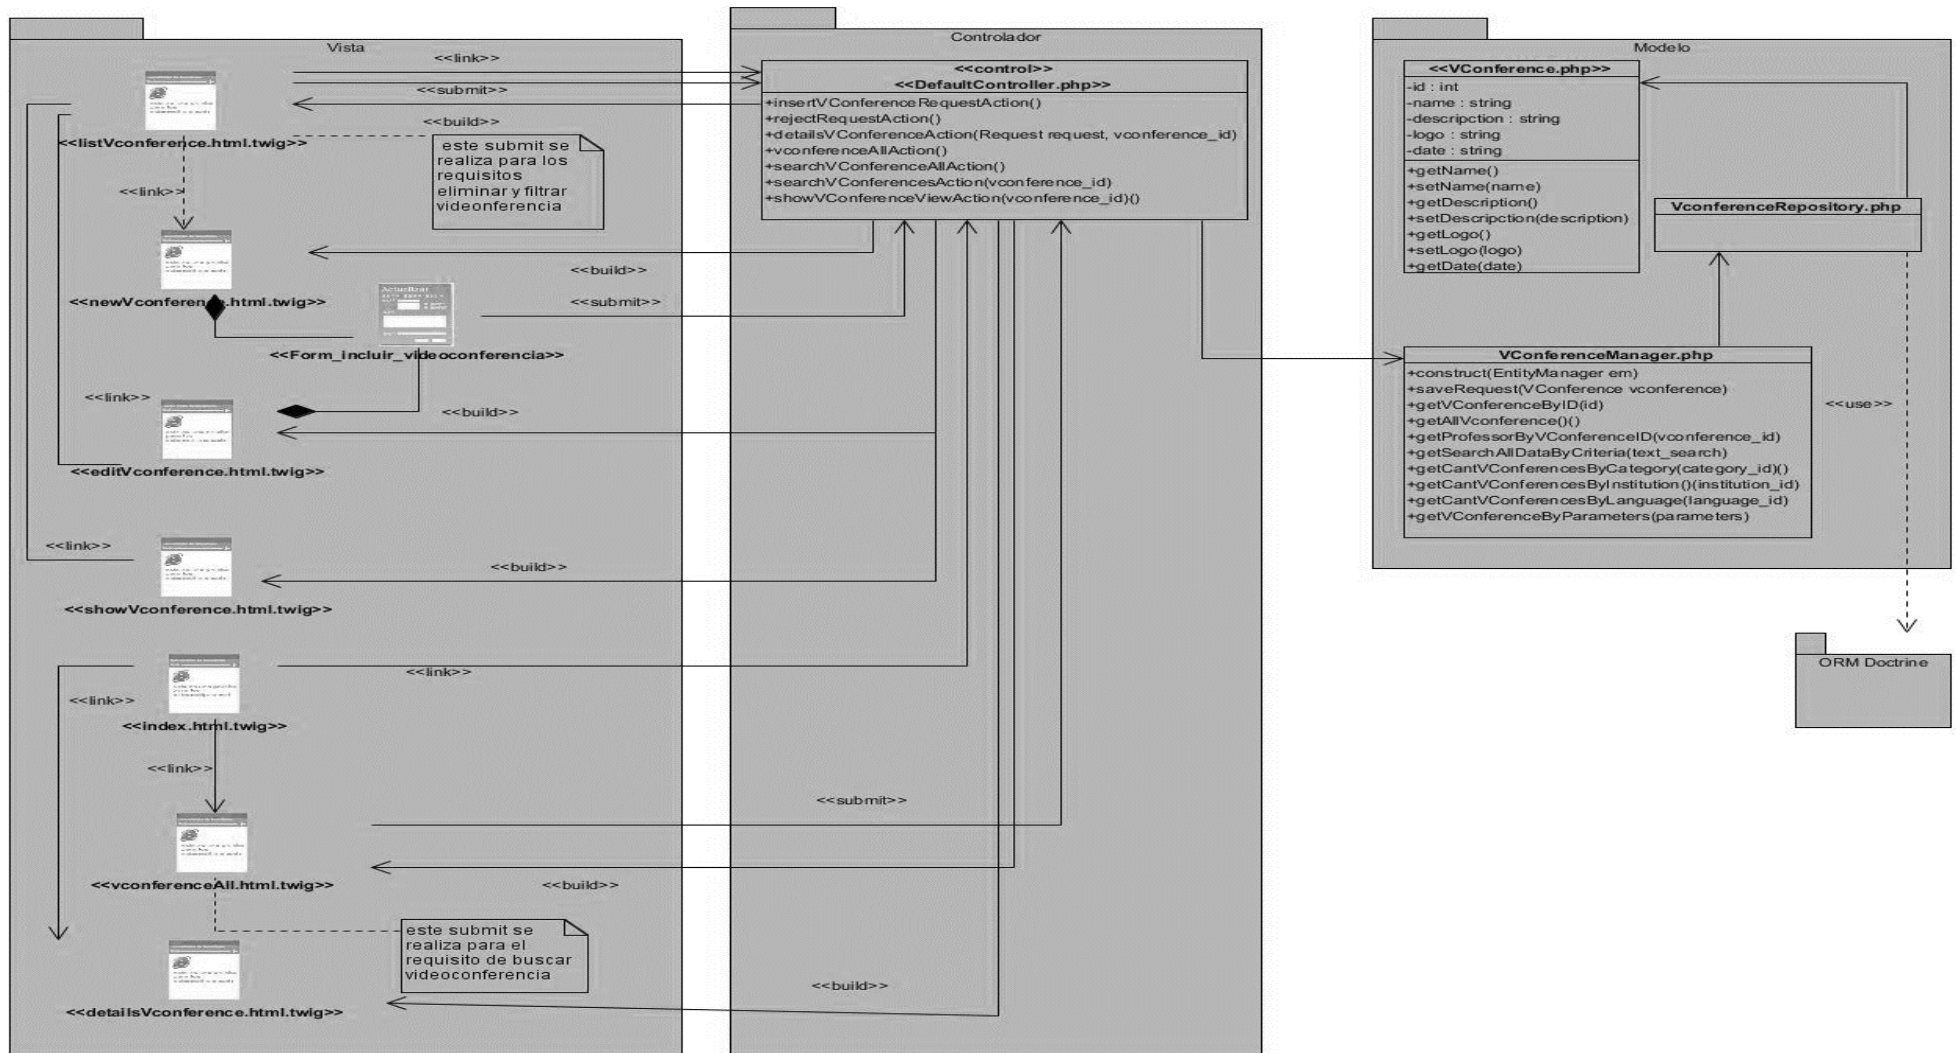 Vista
<<link>>
<<submit>>
<<build>>
<<listVconference.html.twig>>
este submit se
realiza para los
requisitos
eliminar y filtrar
videonferencia
<<link>>
<<build>>
<<newVconference.html.twig>>
Actualizar
<<submit>>
<<Form_incluir_videoconferencia>>
<<link>>
<<build>>
<<editVconference.html.twig>>
<<link>>
<<build>>
<<showVconference.html.twig>>
<<link>>
<<link>>
<<index.html.twig>>
<<link>>
<<submit>>
<<vconferenceAll.html.twig>>
<<build>>
este submit se
realiza para el
requisito de buscar
videoconferencia
<<build>>
<<detailsVconference.html.twig>>
Controlador
<<control>>
<<DefaultController.php>>
+insertVConferenceRequestAction()
+rejectRequestAction()
+detailsVConferenceAction(Request request, vconference_id)
+vconferenceAllAction()
+searchVConferenceAllAction()
+searchVConferencesAction(vconference_id)
+showVConferenceViewAction(vconference_id)()
Modelo
<<VConference.php>>
-id : int
-name : string
-descripction : string
-logo : string
-date : string
+getName()
+setName(name)
+getDescription()
+setDescripction(description)
+getLogo()
+setLogo(logo)
+getDate(date)
VconferenceRepository.php
VConferenceManager.php
+construct(EntityManager em)
+saveRequest(VConference vconference)
+getVConferenceByID(id)
+getAllVconference()()
+getProfessorByVConferenceID(vconference_id)
+getSearchAllDataByCriteria(text_search)
+getCantVConferencesByCategory(category_id)()
+getCantVConferencesByInstitution()(institution_id)
+getCantVConferencesByLanguage(language_id)
+getVConferenceByParameters(parameters)
<<use>>
ORM Doctrine